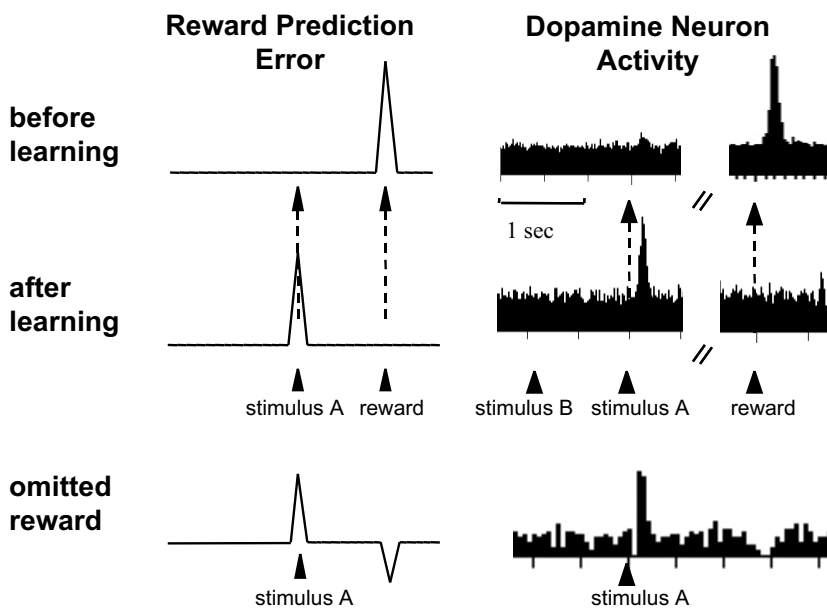 Reward Prediction
Error
Dopamine Neuron
Activity
before
learning
//
1 sec
after
learning
//
stimulus A
reward
stimulus B
stimulus A
reward
omitted
reward
stimulus A
stimulus A